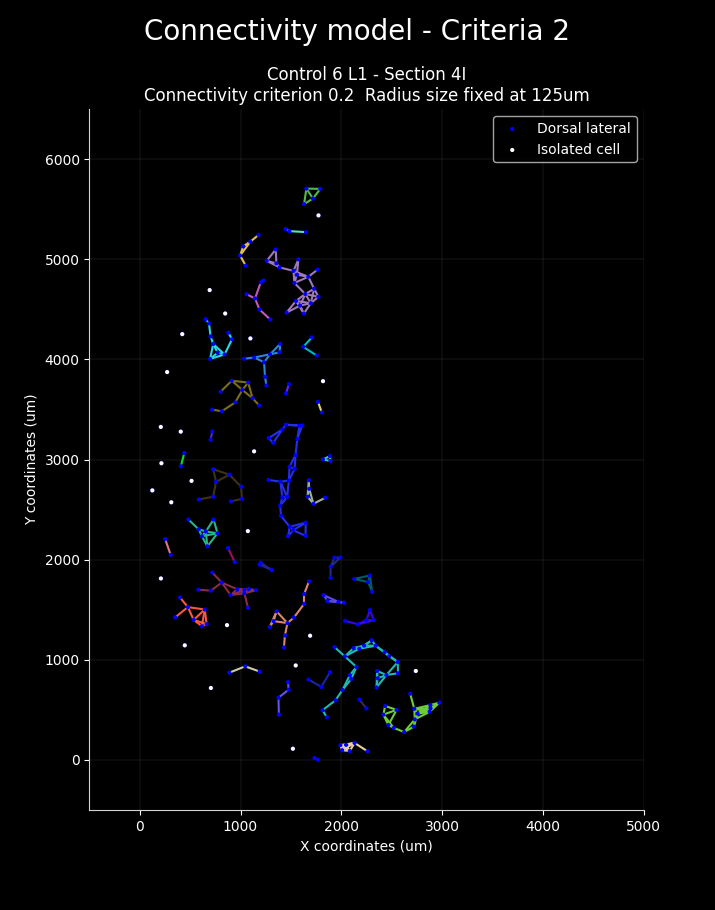 Connectivity model - Criteria 2
Control 6 L1 - Section 4I
Connectivity criterion 0.2  Radius size fixed at 125um
Dorsal lateral
Isolated cell
6000
5000
4000
3000
2000
1000
0
Y coordinates (um)
0 1000 2000 3000 4000 5000
X coordinates (um)